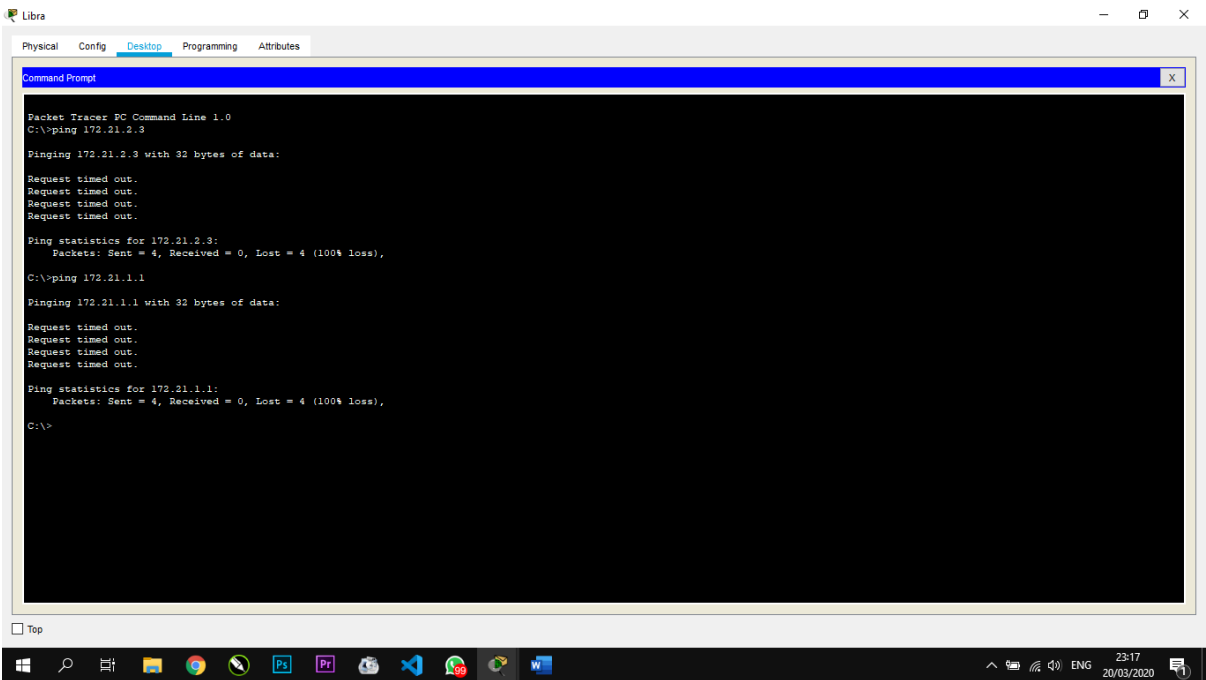 Libra
Physical Config Desktop Programming Attributes
Command Prompt X
Packet Tracer PC Command Line 1.0
C:\>ping 172.21.2.3
Pinging 172.21.2.3 with 32 bytes of data:
Request timed out.
Request timed out.
Request timed out.
Request timed out.
Ping statistics for 172.21.2.3:
Packets: Sent = 4, Received = 0, Lost = 4 (100% loss),
C:\>ping 172.21.1.1
Pinging 172.21.1.1 with 32 bytes of data:
Request timed out.
Request timed out.
Request timed out.
Request timed out.
Ping statistics for 172.21.1.1:
Packets: Sent = 4, Received = 0, Lost = 4 (100% loss),
C:\>
Top
Ps Pr 99 W ENG 23:17
20/03/2020 1